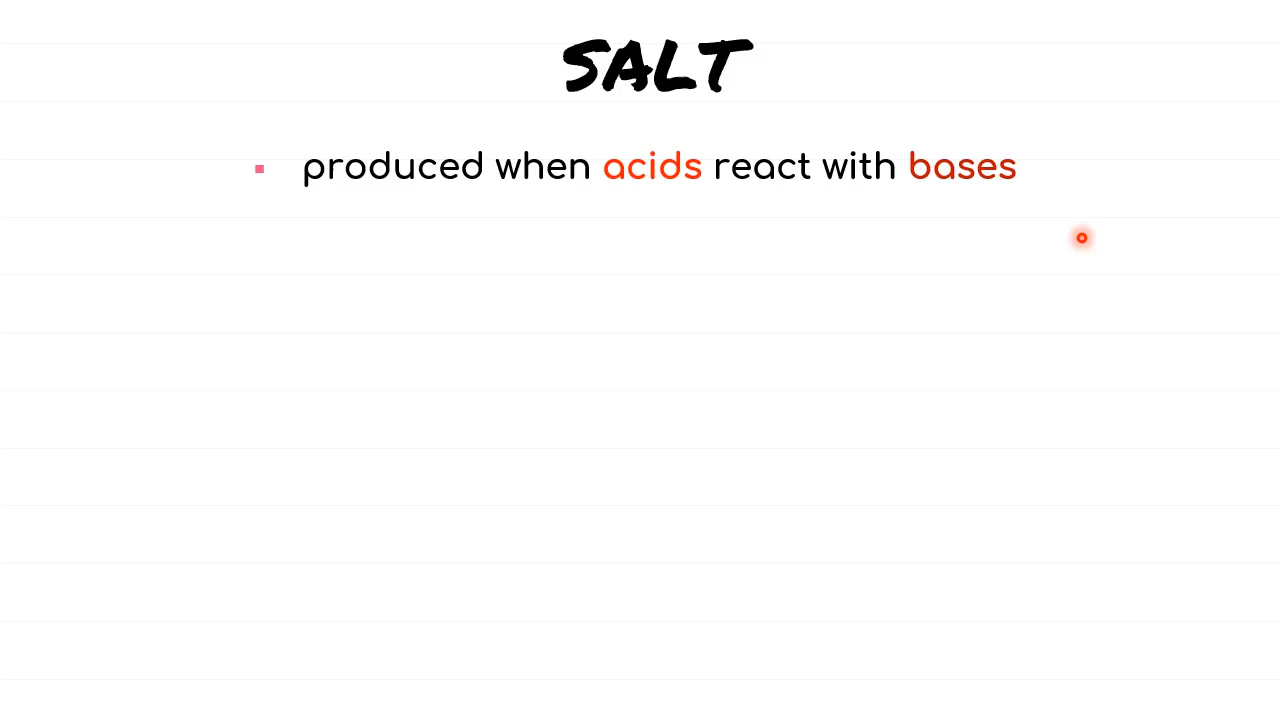 SALT
▪ produced when acids react with bases